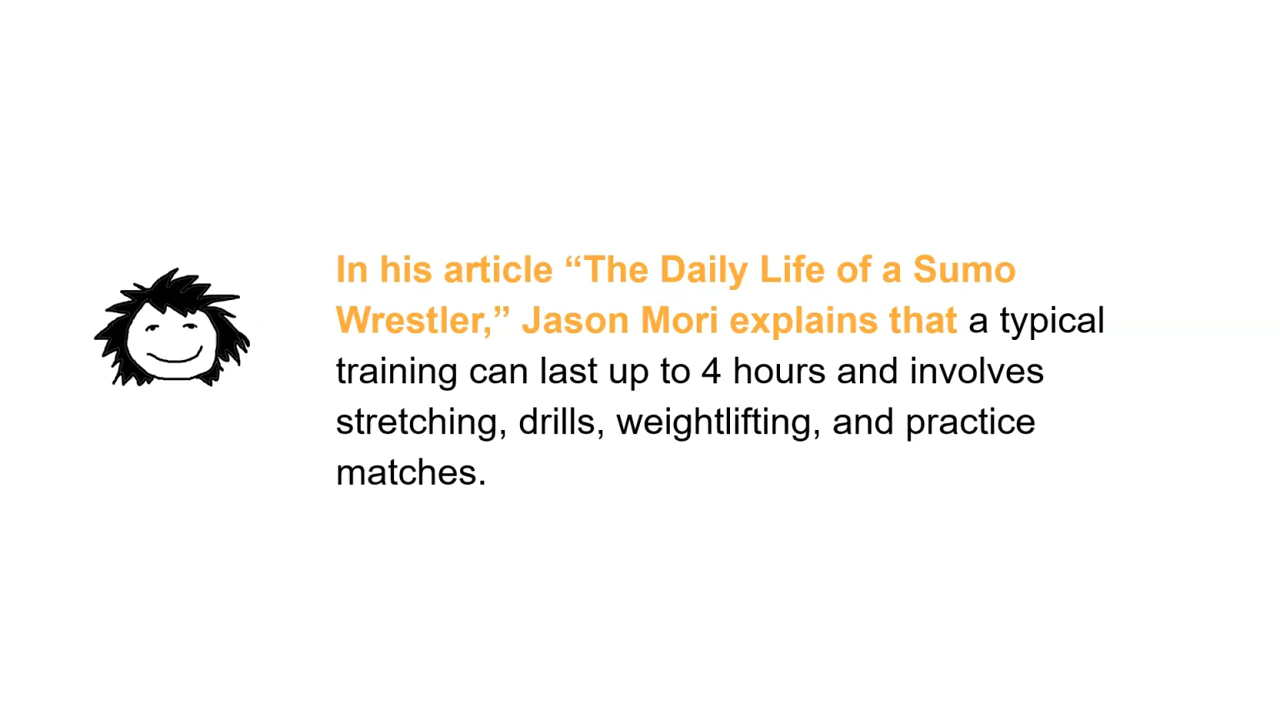 In his article “The Daily Life of a Sumo
Wrestler,” Jason Mori explains that a typical
training can last up to 4 hours and involves
stretching, drills, weightlifting, and practice
matches.